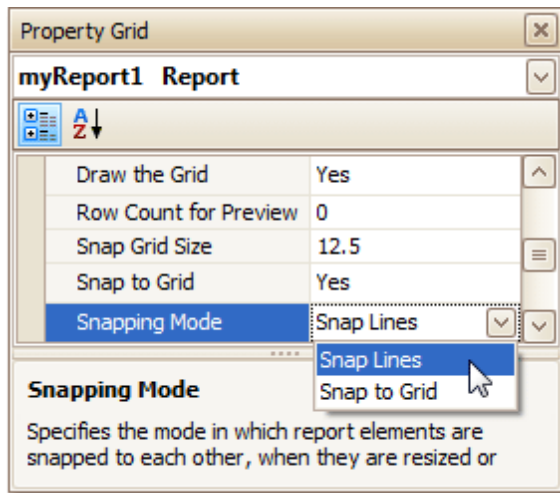 Property Grid
myReport1 Report
A Z
Draw the Grid Yes
Row Count for Preview 0
Snap Grid Size 12.5
Snap to Grid Yes
Snapping Mode Snap Lines
Snap Lines
Snap to Grid
Snapping Mode
Specifies the mode in which report elements are
snapped to each other, when they are resized or